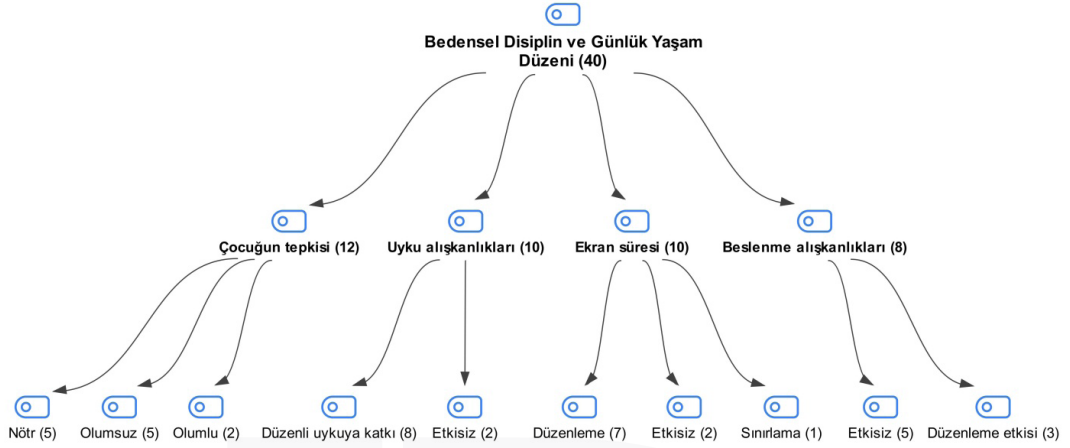 Bedensel Disiplin ve Günlük Yaşam
Düzeni (40)
Çocuğun tepkisi (12)
Uyku alışkanlıkları (10)
Ekran süresi (10)
Beslenme alışkanlıkları (8)
Nötr (5)
Olumsuz (5)
Olumlu (2)
Düzenli uykuya katkı (8)
Etkisiz (2)
Düzenleme (7)
Etkisiz (2)
Sınırlama (1)
Etkisiz (5)
Düzenleme etkisi (3)